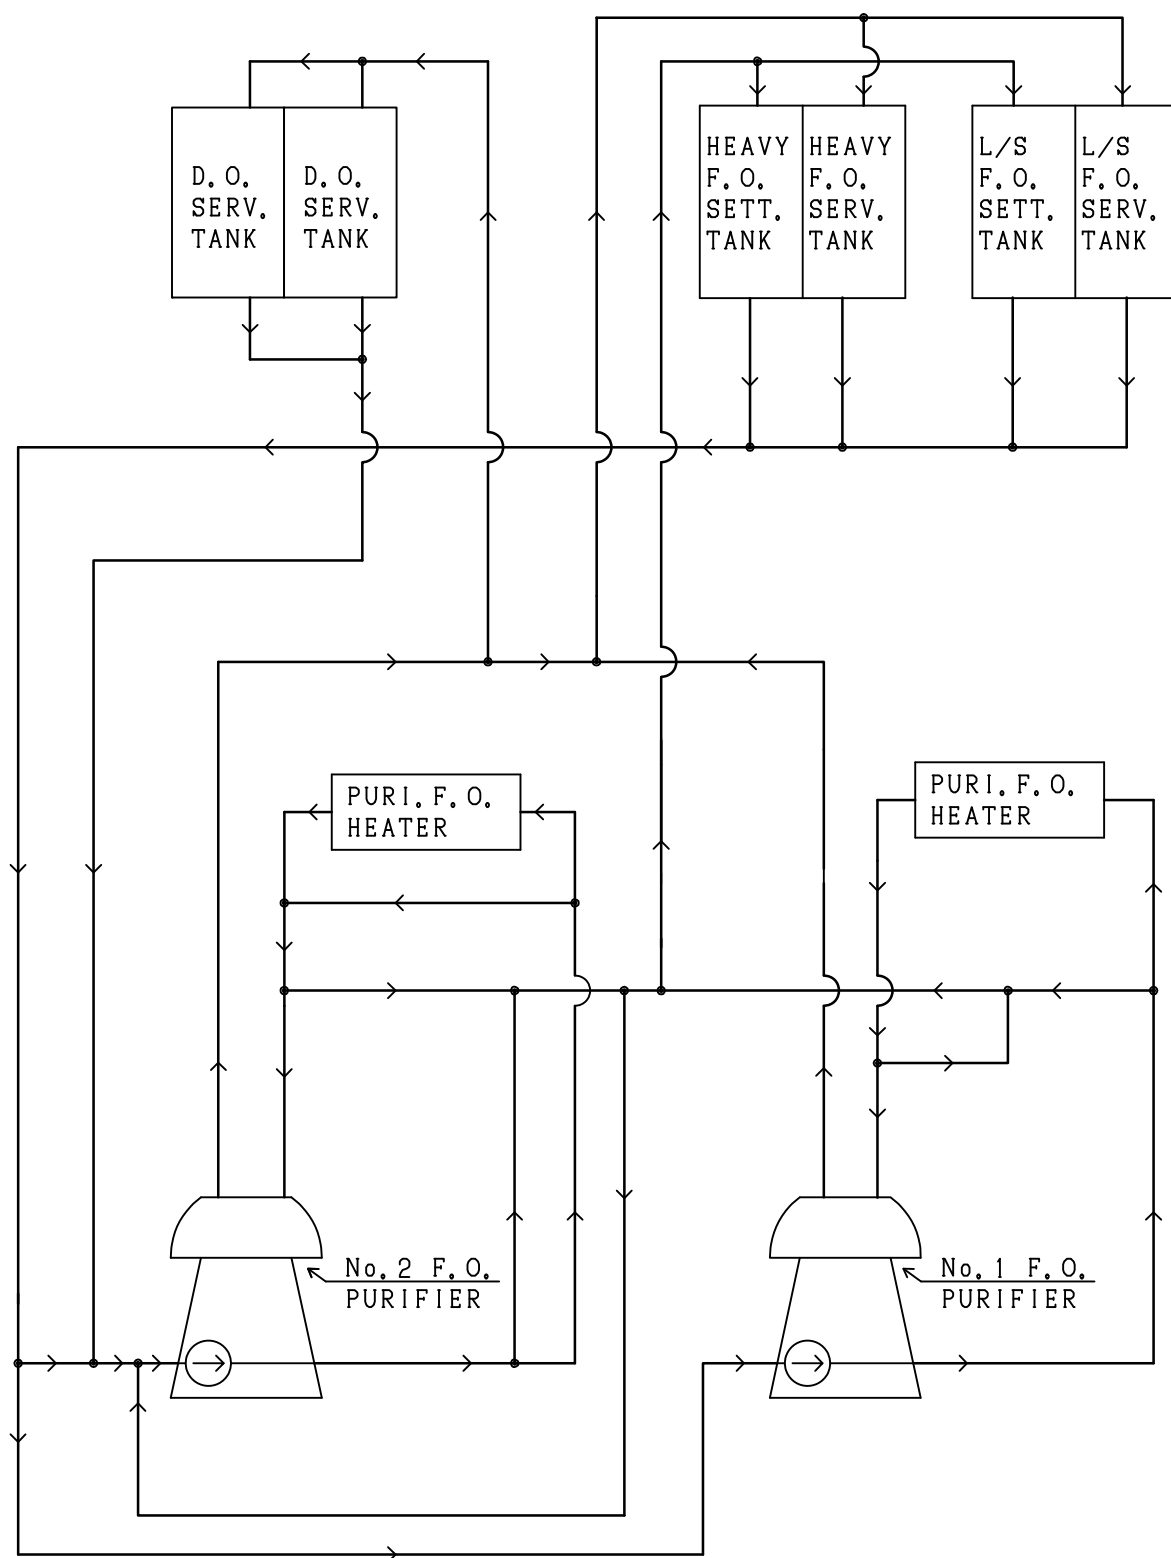 D.O.
SERV.
TANK
D.O.
SERV.
TANK
HEAVY
F.O.
SETT.
TANK
HEAVY
F.O.
SERV.
TANK
L/S
F.O.
SETT.
TANK
L/S
F.O.
SERV.
TANK
PURI.F.O.
HEATER
PURI.F.O.
HEATER
No.2 F.O.
PURIFIER
No.1 F.O.
PURIFIER